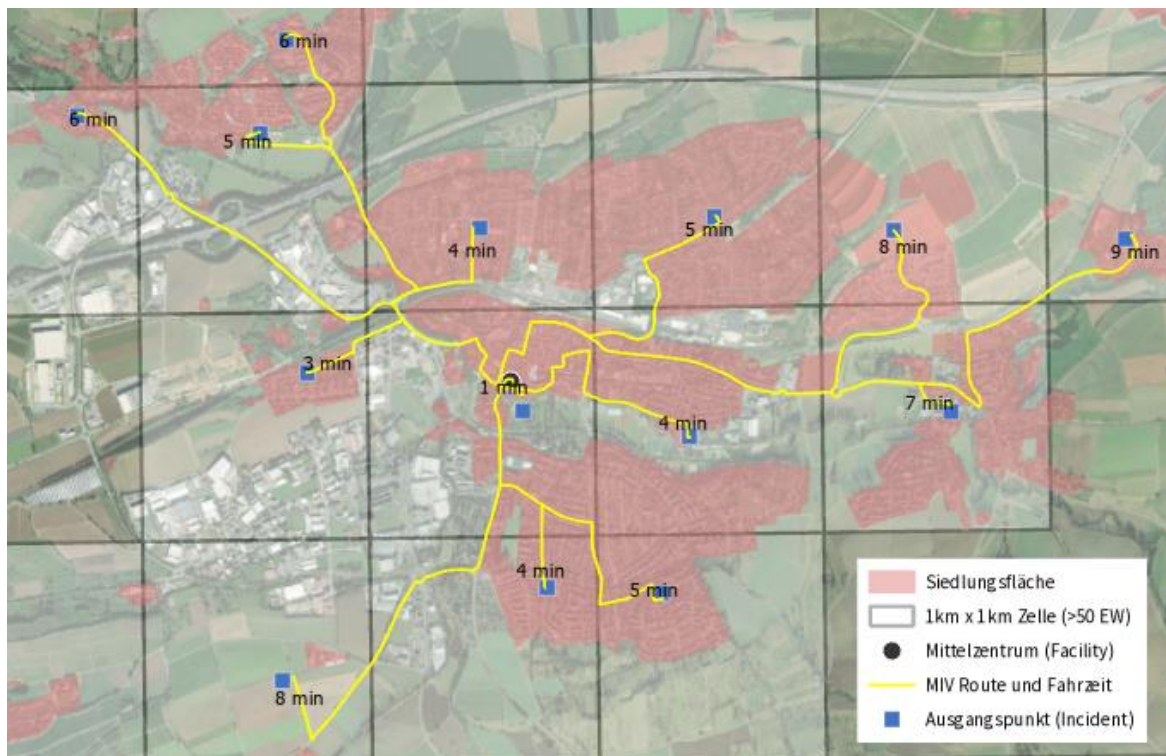 6 min
6 min
5 min
4 min
5 min
8 min
9 min
3 min
1 min
7 min
4 min
4 min
5 min
8 min
Siedlungsfläche
1km x 1km Zelle (>50 EW)
Mittelzentrum (Facility)
MIV Route und Fahrzeit
Ausgangspunkt (Incident)